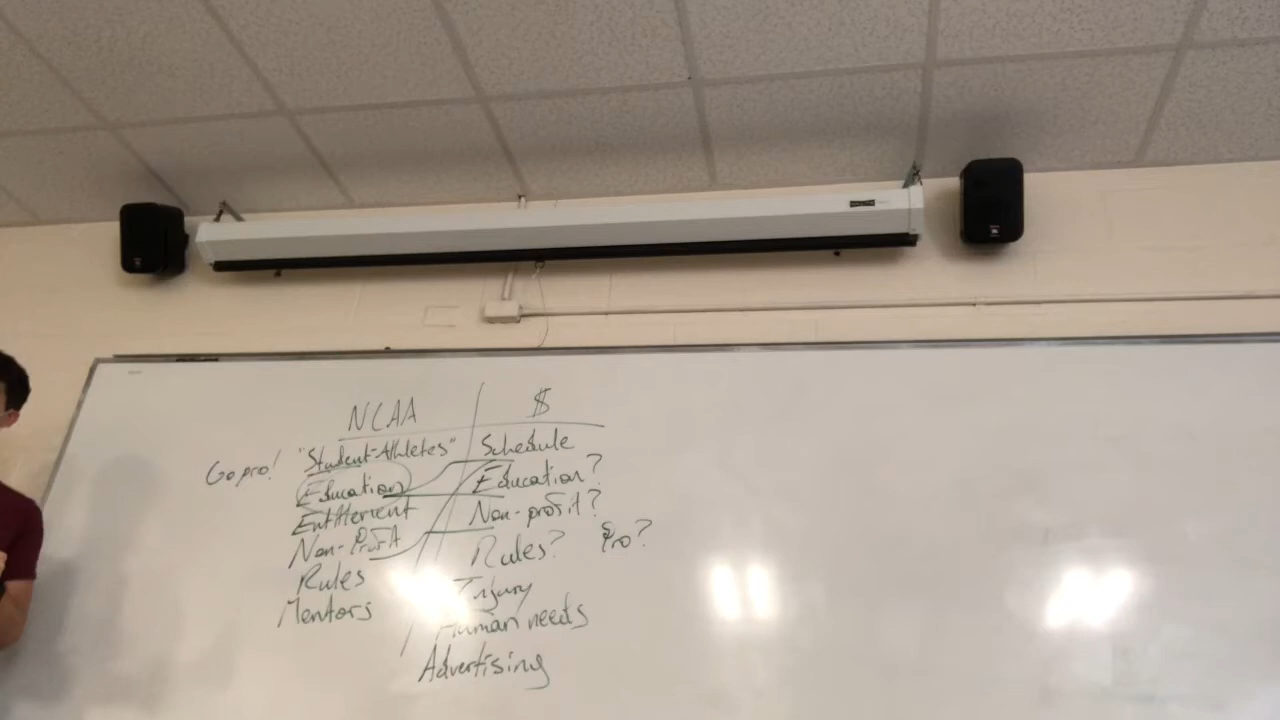 NCAA $
Go pro! "Student-Athletes" Schedule
Education Education?
Entitlement Non-profit?
Non-Profit Rules? Pro?
Rules Injury
Mentors Human needs
Advertising